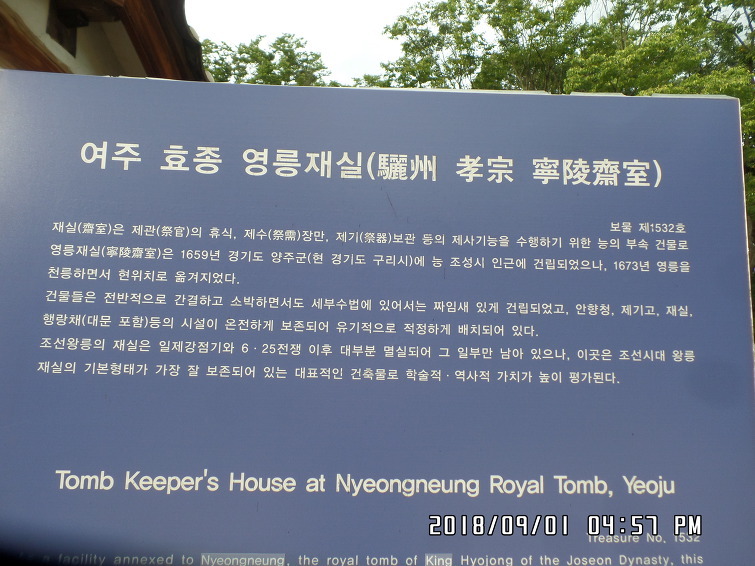 여주 효종 영릉재실(驪州 孝宗 寧陵齋室)
보물 제1532호
재실(齋室)은 제관(祭官)의 휴식, 제수(祭需)장만, 제기(祭器)보관 등의 제사기능을 수행하기 위한 능의 부속 건물로
영릉재실(寧陵齋室)은 1659년 경기도 양주군(현 경기도 구리시)에 능 조성시 인근에 건립되었으나, 1673년 영릉을
천릉하면서 현위치로 옮겨지었다.
건물들은 전반적으로 간결하고 소박하면서도 세부수법에 있어서는 짜임새 있게 건립되었고, 안향청, 제기고, 재실,
행랑채(대문 포함)등의 시설이 온전하게 보존되어 유기적으로 적정하게 배치되어 있다.
조선왕릉의 재실은 일제강점기와 6·25전쟁 이후 대부분 멸실되어 그 일부만 남아 있으나, 이곳은 조선시대 왕릉
재실의 기본형태가 가장 잘 보존되어 있는 대표적인 건축물로 학술적·역사적 가치가 높이 평가된다.
Tomb Keeper's House at Nyeongneung Royal Tomb, Yeoju
2018/09/01 04:57 PM
Treasure No. 1532
a facility annexed to Nyeongneung, the royal tomb of King Hyojong of the Joseon Dynasty, this